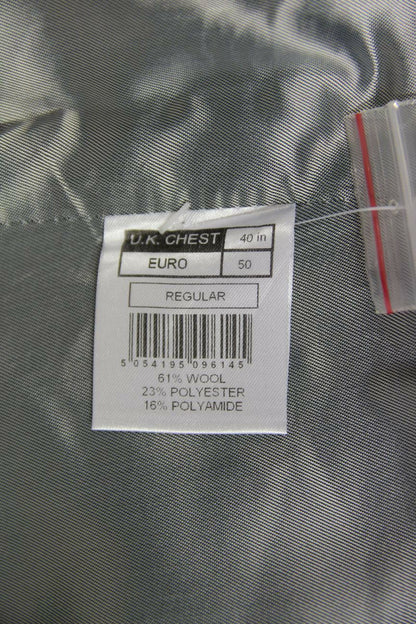 U.K. CHEST 40 in
EURO 50
REGULAR
5 054195 096145
61% WOOL
23% POLYESTER
16% POLYAMIDE